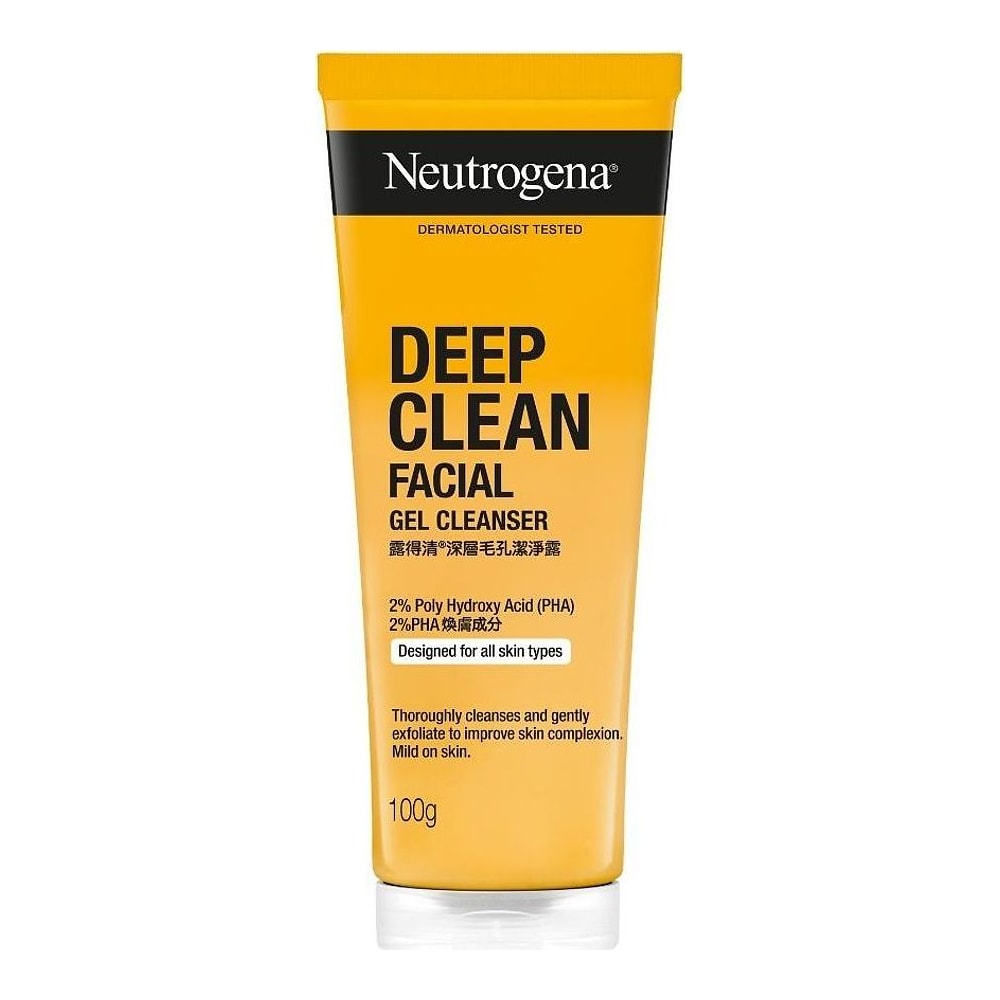 Neutrogena®
DERMATOLOGIST TESTED
DEEP
CLEAN
FACIAL
GEL CLEANSER
露得清®深層毛孔潔淨露
2% Poly Hydroxy Acid (PHA)
2%PHA煥膚成分
Designed for all skin types
Thoroughly cleanses and gently
exfoliate to improve skin complexion.
Mild on skin.
100g